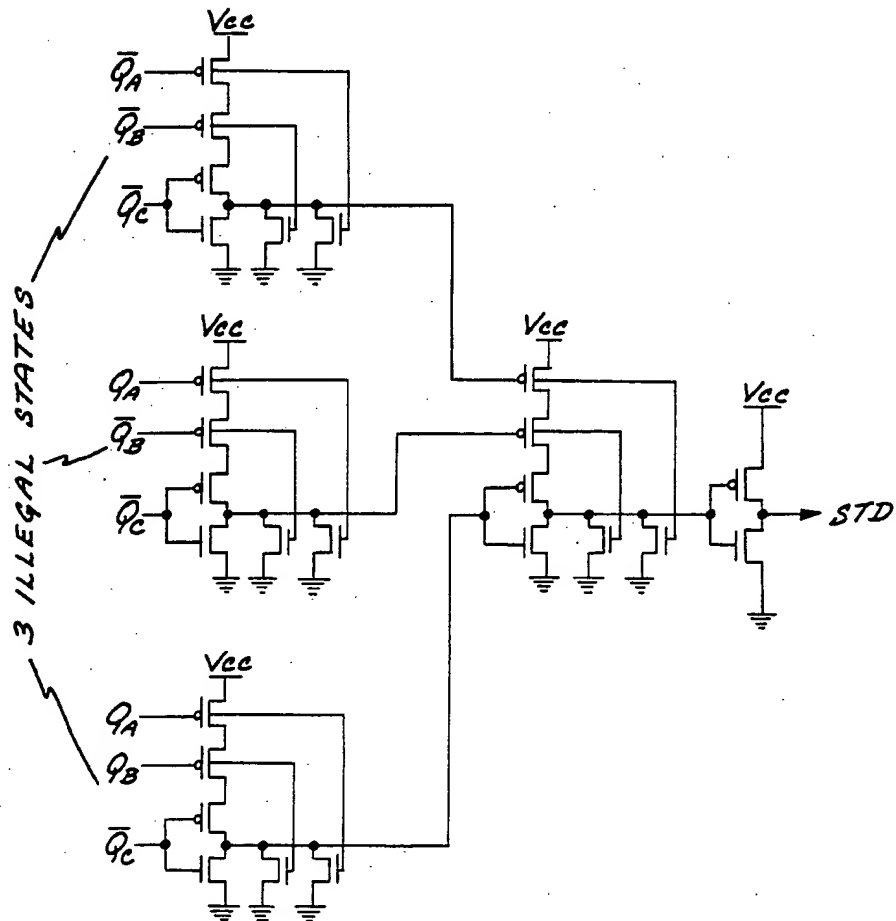 Vcc
Q̅A
Q̅B
Q̅C
3 ILLEGAL STATES
Vcc
QA
Q̅B
Q̅C
Vcc
Vcc
STD
Vcc
QA
QB
Q̅C